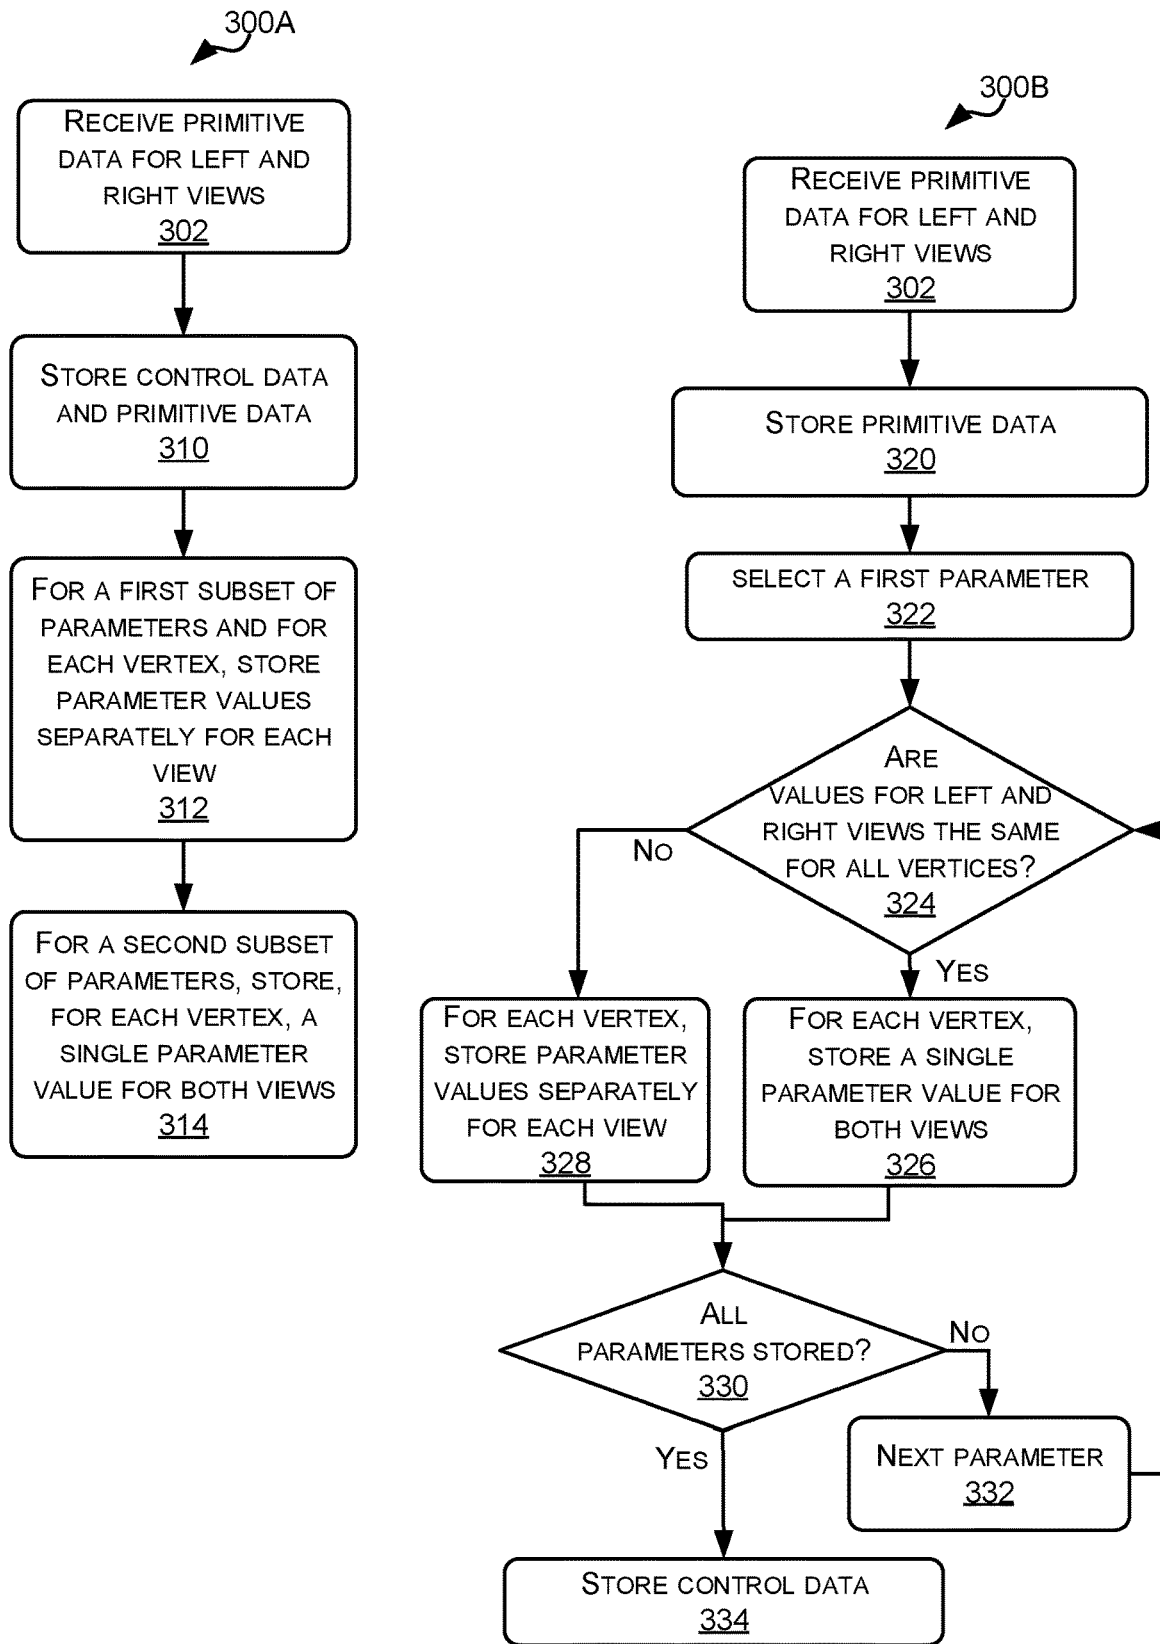 300A
RECEIVE PRIMITIVE
DATA FOR LEFT AND
RIGHT VIEWS
302
STORE CONTROL DATA
AND PRIMITIVE DATA
310
FOR A FIRST SUBSET OF
PARAMETERS AND FOR
EACH VERTEX, STORE
PARAMETER VALUES
SEPARATELY FOR EACH
VIEW
312
FOR A SECOND SUBSET
OF PARAMETERS, STORE,
FOR EACH VERTEX, A
SINGLE PARAMETER
VALUE FOR BOTH VIEWS
314
300B
RECEIVE PRIMITIVE
DATA FOR LEFT AND
RIGHT VIEWS
302
STORE PRIMITIVE DATA
320
SELECT A FIRST PARAMETER
322
ARE
VALUES FOR LEFT AND
RIGHT VIEWS THE SAME
FOR ALL VERTICES?
324
NO
YES
FOR EACH VERTEX,
STORE PARAMETER
VALUES SEPARATELY
FOR EACH VIEW
328
FOR EACH VERTEX,
STORE A SINGLE
PARAMETER VALUE FOR
BOTH VIEWS
326
ALL
PARAMETERS STORED?
330
NO
YES
NEXT PARAMETER
332
STORE CONTROL DATA
334